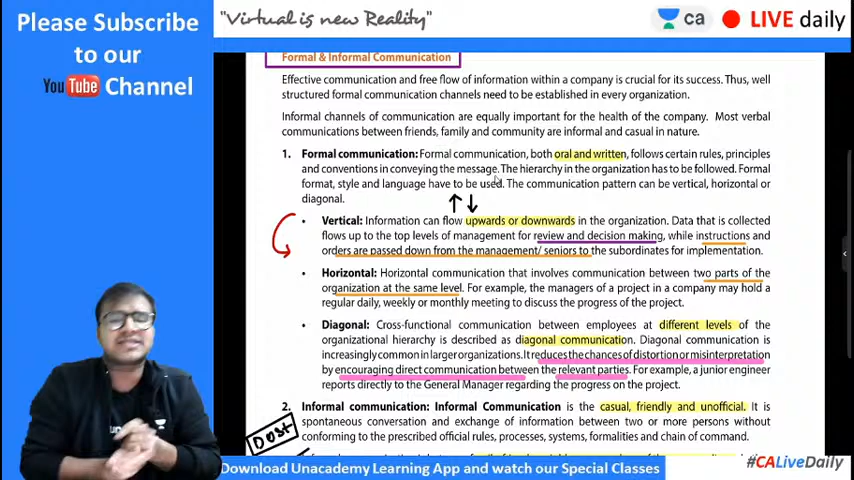 Please Subscribe
to our
YouTube Channel
"Virtual is new Reality"
ca
LIVE daily
Formal & Informal Communication
Effective communication and free flow of information within a company is crucial for its success. Thus, well
structured formal communication channels need to be established in every organization.
Informal channels of communication are equally important for the health of the company. Most verbal
communications between friends, family and community are informal and casual in nature.
1. Formal communication: Formal communication, both oral and written, follows certain rules, principles
and conventions in conveying the message. The hierarchy in the organization has to be followed. Formal
format, style and language have to be used. The communication pattern can be vertical, horizontal or
diagonal.
• Vertical: Information can flow upwards or downwards in the organization. Data that is collected
flows up to the top levels of management for review and decision making, while instructions and
orders are passed down from the management/ seniors to the subordinates for implementation.
• Horizontal: Horizontal communication that involves communication between two parts of the
organization at the same level. For example, the managers of a project in a company may hold a
regular daily, weekly or monthly meeting to discuss the progress of the project.
• Diagonal: Cross-functional communication between employees at different levels of the
organizational hierarchy is described as diagonal communication. Diagonal communication is
increasingly common in larger organizations. It reduces the chances of distortion or misinterpretation
by encouraging direct communication between the relevant parties. For example, a junior engineer
reports directly to the General Manager regarding the progress on the project.
2. Informal communication: Informal Communication is the casual, friendly and unofficial. It is
spontaneous conversation and exchange of information between two or more persons without
conforming to the prescribed official rules, processes, systems, formalities and chain of command.
Dost
Download Unacademy Learning App and watch our Special Classes
#CALiveDaily